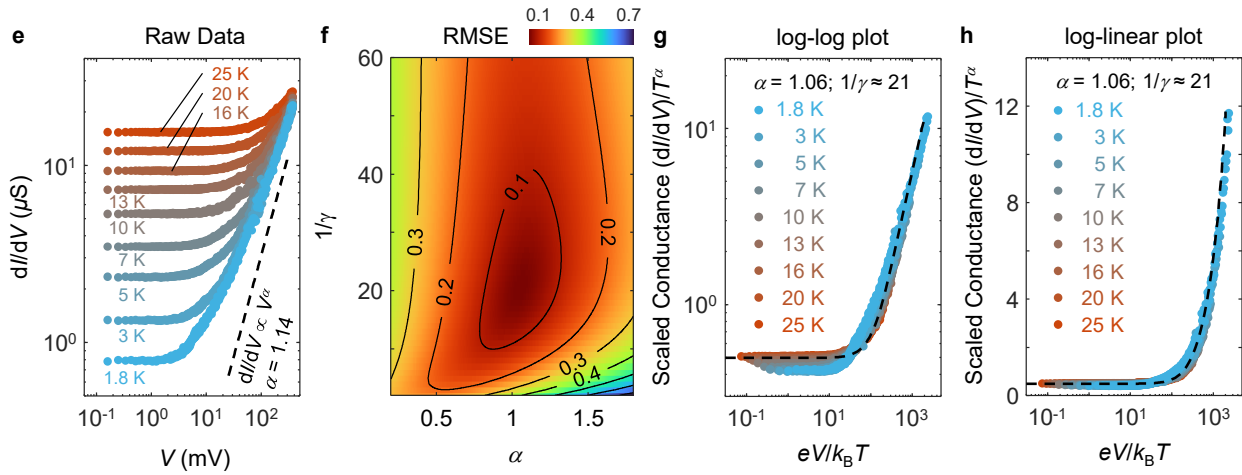 e
Raw Data
25 K
20 K
16 K
13 K
10 K
7 K
5 K
3 K
1.8 K
dI/dV ∝ V^α
α = 1.14
dI/dV (µS)
10^1
10^0
10^-1 10^0 10^1 10^2
V (mV)
f
RMSE
0.1 0.4 0.7
1/γ
60
40
20
0.3
0.2
0.1
0.2
0.3
0.4
0.5 1 1.5
α
g
log-log plot
α = 1.06; 1/γ ≈ 21
1.8 K
3 K
5 K
7 K
10 K
13 K
16 K
20 K
25 K
Scaled Conductance (dI/dV)/T^α
10^1
10^0
10^-1 10^1 10^3
eV/k_BT
h
log-linear plot
α = 1.06; 1/γ ≈ 21
1.8 K
3 K
5 K
7 K
10 K
13 K
16 K
20 K
25 K
Scaled Conductance (dI/dV)/T^α
12
8
4
0
10^-1 10^1 10^3
eV/k_BT